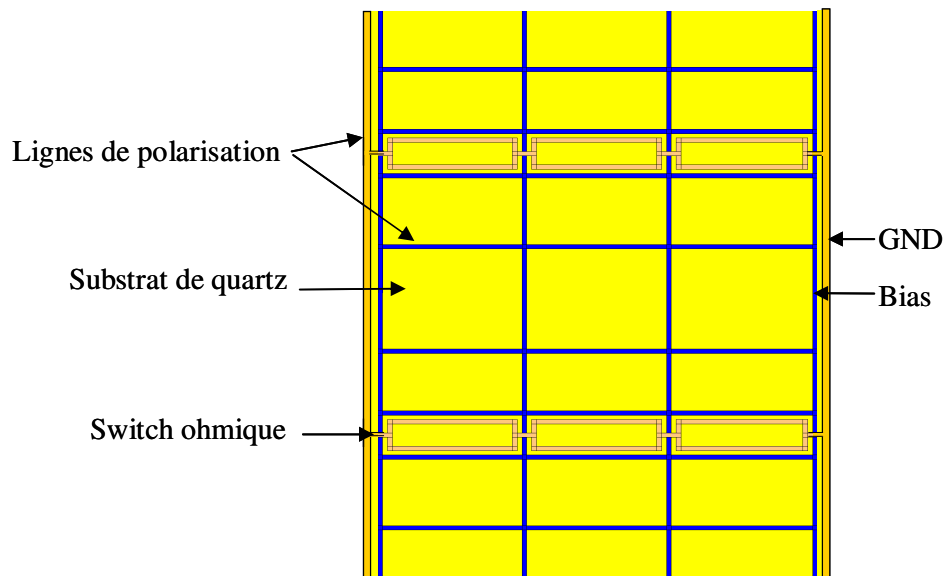 Lignes de polarisation
GND
Substrat de quartz
Bias
Switch ohmique